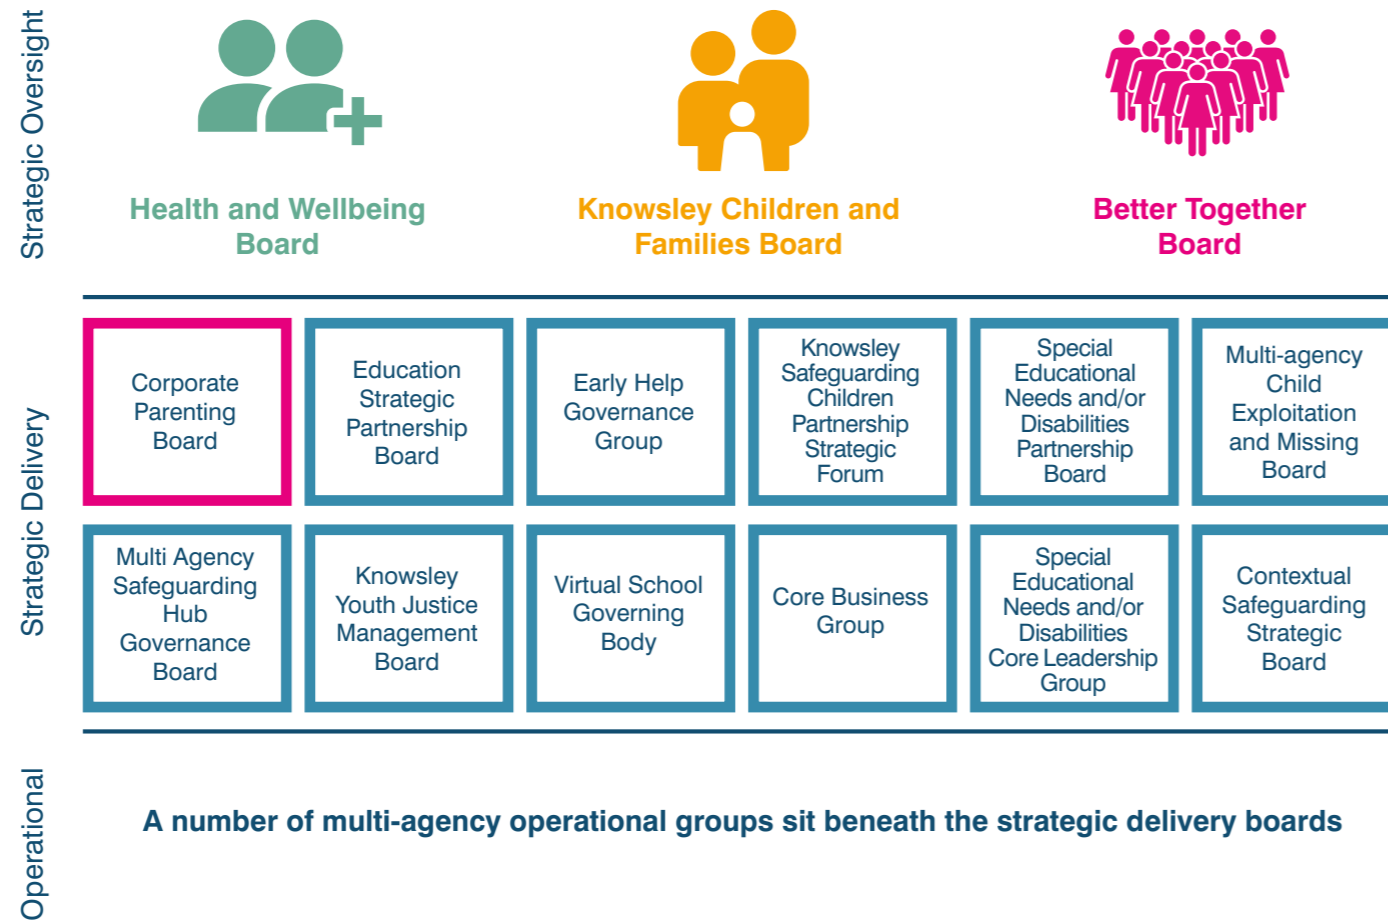 Strategic Oversight
Health and Wellbeing
Board
Knowsley Children and
Families Board
Better Together
Board
Strategic Delivery
Corporate
Parenting
Board
Education
Strategic
Partnership
Board
Early Help
Governance
Group
Knowsley
Safeguarding
Children
Partnership
Strategic
Forum
Special
Educational
Needs and/or
Disabilities
Partnership
Board
Multi-agency
Child
Exploitation
and Missing
Board
Multi Agency
Safeguarding
Hub
Governance
Board
Knowsley
Youth Justice
Management
Board
Virtual School
Governing
Body
Core Business
Group
Special
Educational
Needs and/or
Disabilities
Core Leadership
Group
Contextual
Safeguarding
Strategic
Board
Operational
A number of multi-agency operational groups sit beneath the strategic delivery boards